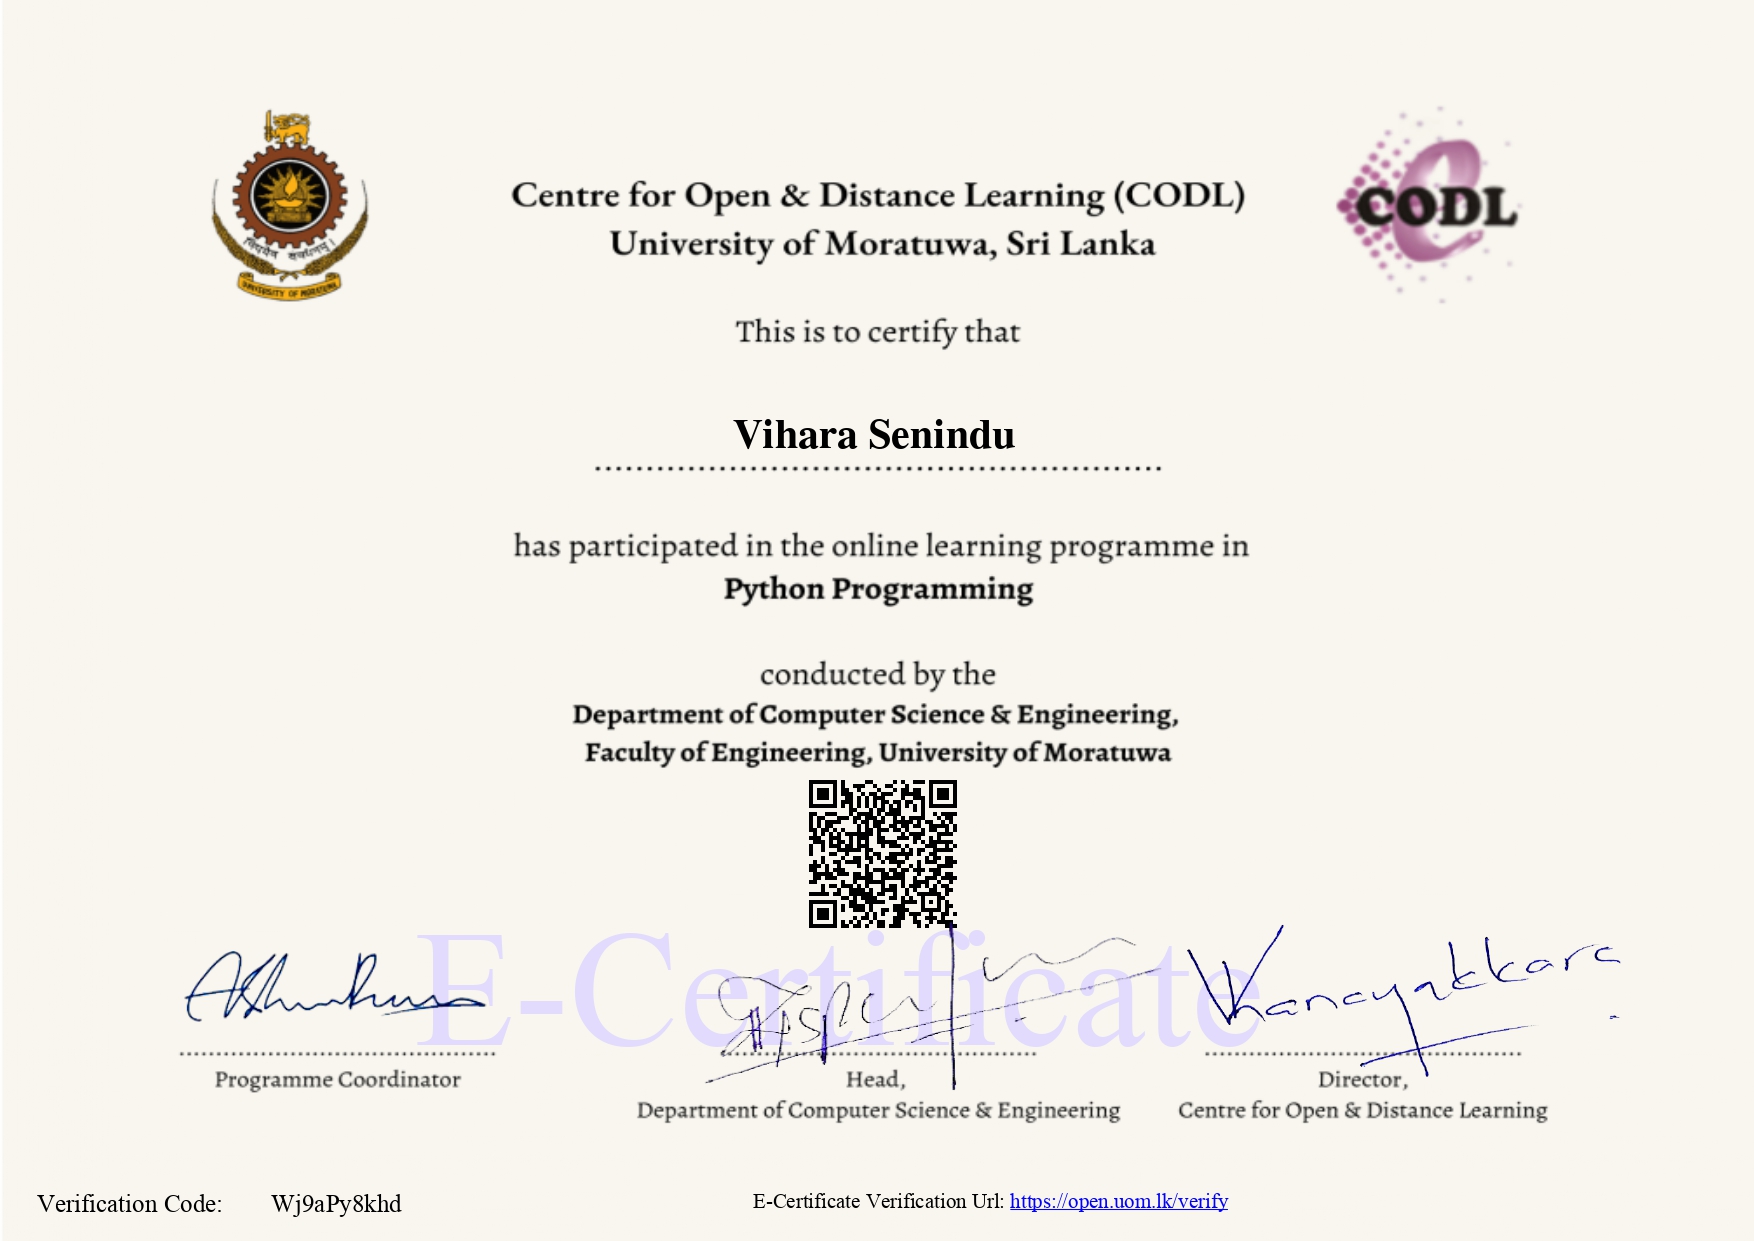 Centre for Open & Distance Learning (CODL)
University of Moratuwa, Sri Lanka
CODL
विद्ययैव सर्वधनम्।
UNIVERSITY OF MORATUWA
This is to certify that
Vihara Senindu
has participated in the online learning programme in
Python Programming
conducted by the
Department of Computer Science & Engineering,
Faculty of Engineering, University of Moratuwa
E-Certificate
Programme Coordinator
Head,
Department of Computer Science & Engineering
Director,
Centre for Open & Distance Learning
Verification Code: Wj9aPy8khd
E-Certificate Verification Url: https://open.uom.lk/verify